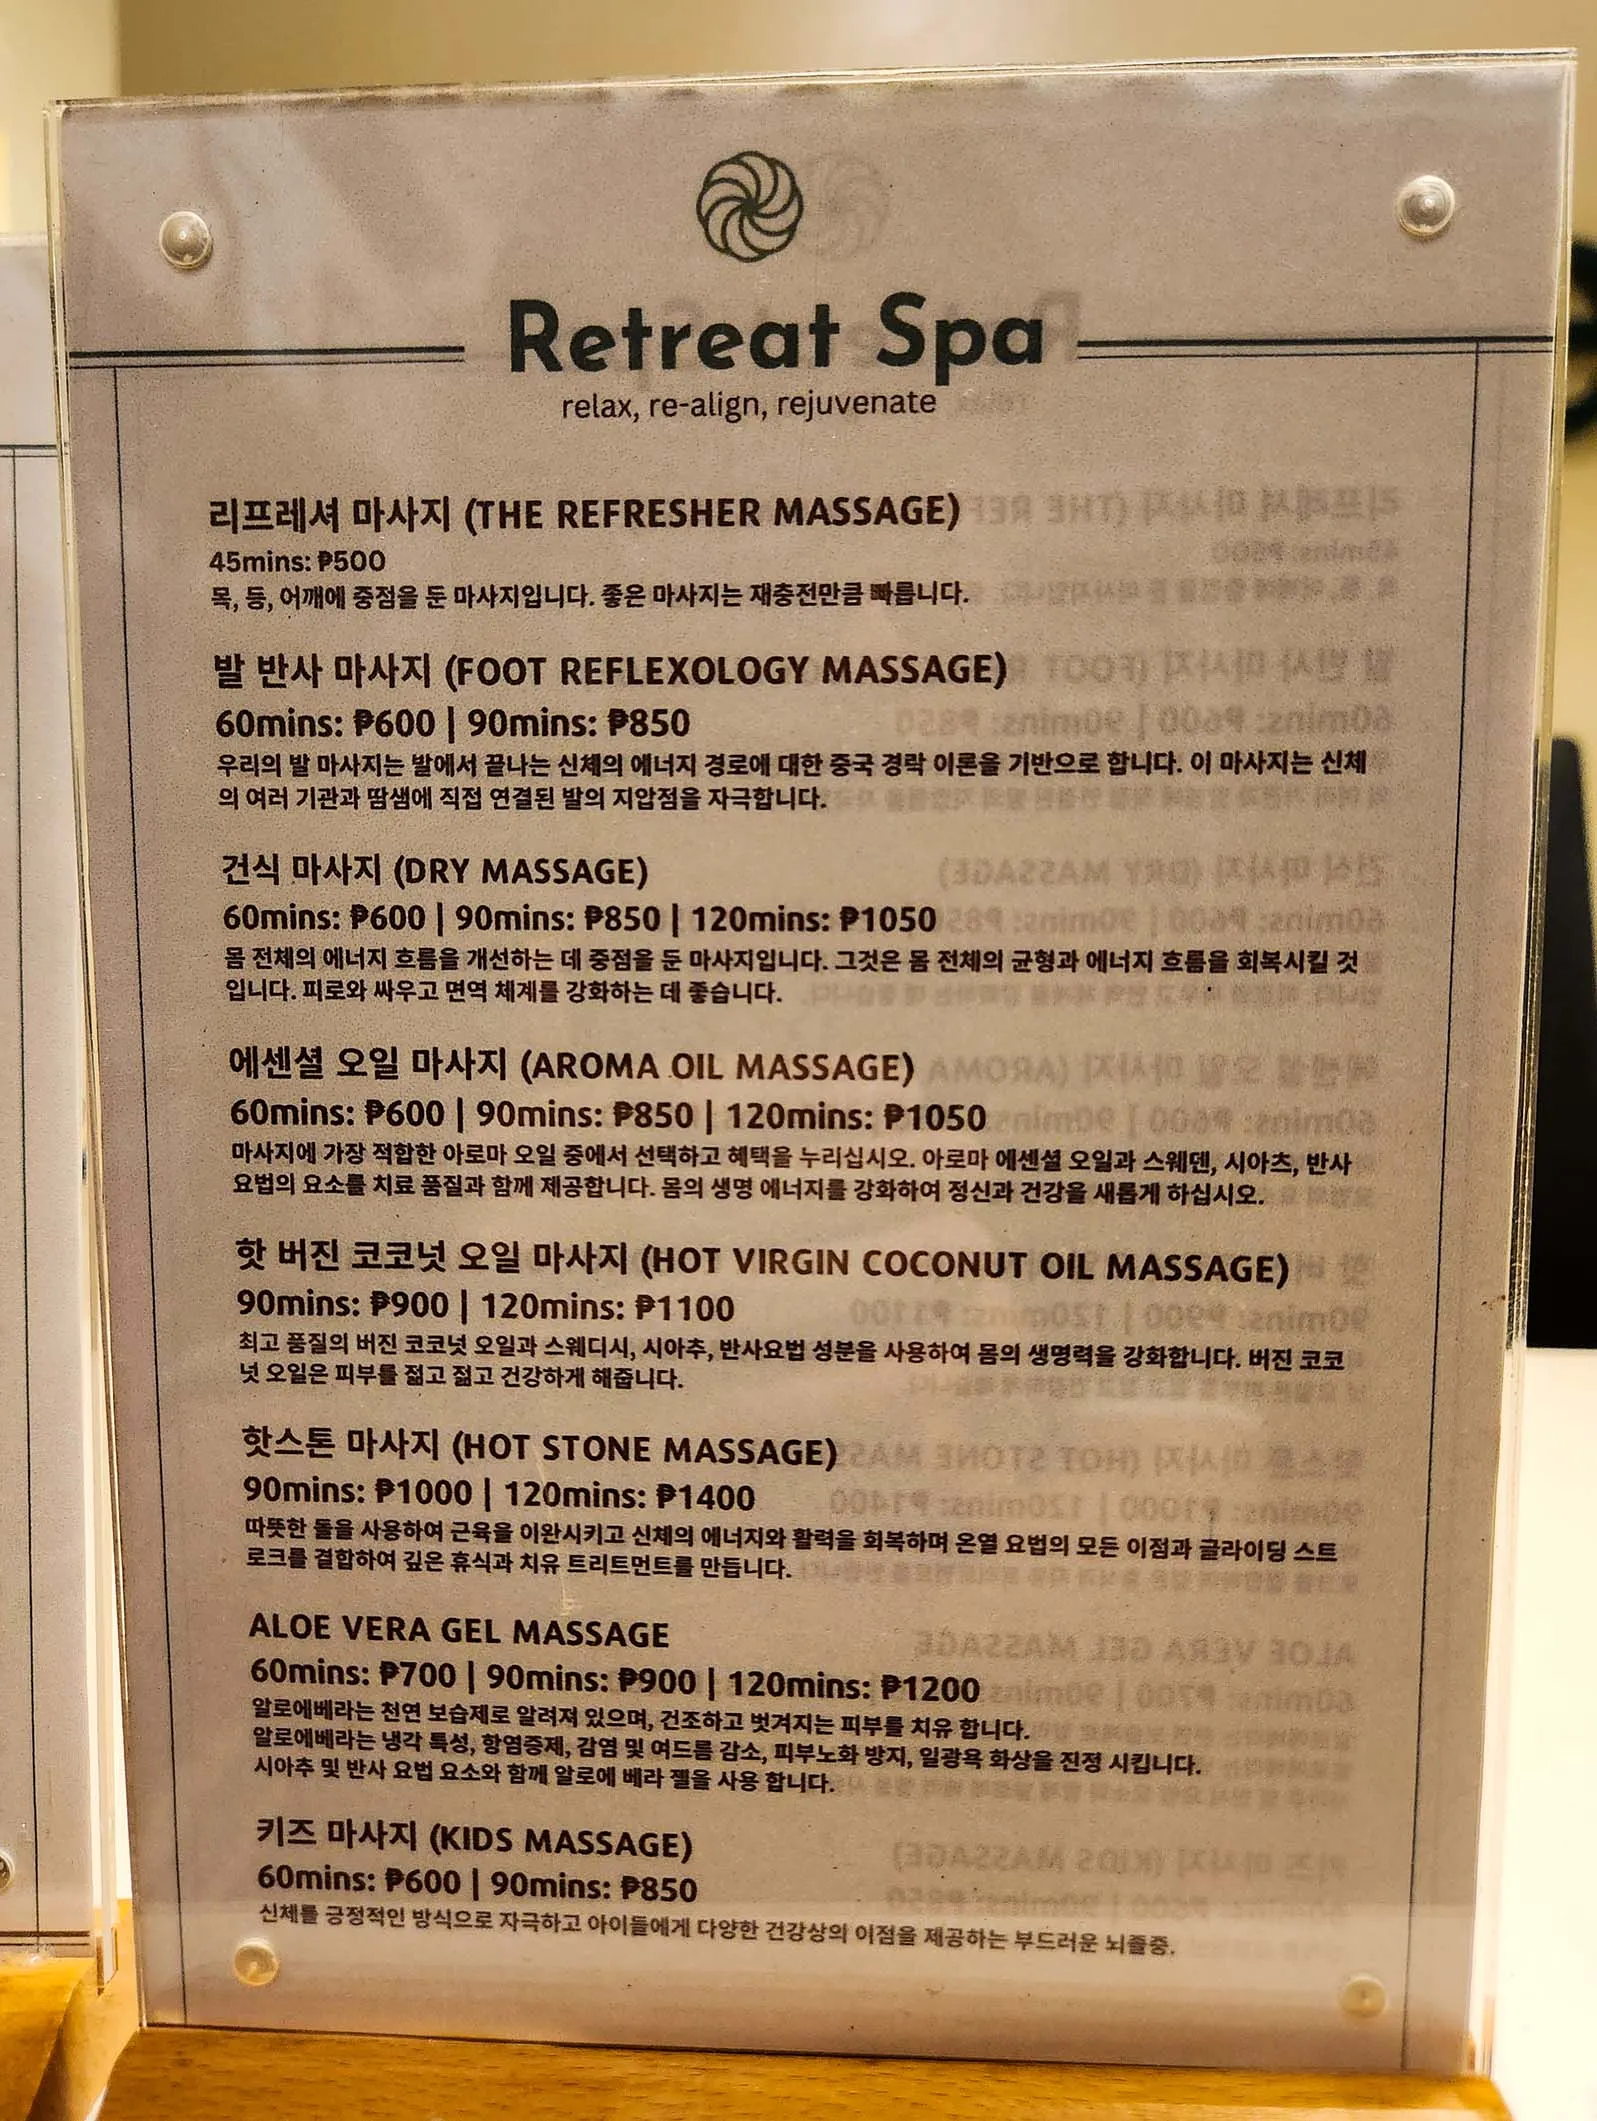 Retreat Spa
relax, re-align, rejuvenate
리프레셔 마사지 (THE REFRESHER MASSAGE)
45mins: ₱500
목, 등, 어깨에 중점을 둔 마사지입니다. 좋은 마사지는 재충전만큼 빠릅니다.
발 반사 마사지 (FOOT REFLEXOLOGY MASSAGE)
60mins: ₱600 | 90mins: ₱850
우리의 발 마사지는 발에서 끝나는 신체의 에너지 경로에 대한 중국 경락 이론을 기반으로 합니다. 이 마사지는 신체
의 여러 기관과 땀샘에 직접 연결된 발의 지압점을 자극합니다.
건식 마사지 (DRY MASSAGE)
60mins: ₱600 | 90mins: ₱850 | 120mins: ₱1050
몸 전체의 에너지 흐름을 개선하는 데 중점을 둔 마사지입니다. 그것은 몸 전체의 균형과 에너지 흐름을 회복시킬 것
입니다. 피로와 싸우고 면역 체계를 강화하는 데 좋습니다.
에센셜 오일 마사지 (AROMA OIL MASSAGE)
60mins: ₱600 | 90mins: ₱850 | 120mins: ₱1050
마사지에 가장 적합한 아로마 오일 중에서 선택하고 혜택을 누리십시오. 아로마 에센셜 오일과 스웨덴, 시아츠, 반사
요법의 요소를 치료 품질과 함께 제공합니다. 몸의 생명 에너지를 강화하여 정신과 건강을 새롭게 하십시오.
핫 버진 코코넛 오일 마사지 (HOT VIRGIN COCONUT OIL MASSAGE)
90mins: ₱900 | 120mins: ₱1100
최고 품질의 버진 코코넛 오일과 스웨디시, 시아추, 반사요법 성분을 사용하여 몸의 생명력을 강화합니다. 버진 코코
넛 오일은 피부를 젊고 젊고 건강하게 해줍니다.
핫스톤 마사지 (HOT STONE MASSAGE)
90mins: ₱1000 | 120mins: ₱1400
따뜻한 돌을 사용하여 근육을 이완시키고 신체의 에너지와 활력을 회복하며 온열 요법의 모든 이점과 글라이딩 스트
로크를 결합하여 깊은 휴식과 치유 트리트먼트를 만듭니다.
ALOE VERA GEL MASSAGE
60mins: ₱700 | 90mins: ₱900 | 120mins: ₱1200
알로에베라는 천연 보습제로 알려져 있으며, 건조하고 벗겨지는 피부를 치유 합니다.
알로에베라는 냉각 특성, 항염증제, 감염 및 여드름 감소, 피부노화 방지, 일광욕 화상을 진정 시킵니다.
시아추 및 반사 요법 요소와 함께 알로에 베라 젤을 사용 합니다.
키즈 마사지 (KIDS MASSAGE)
60mins: ₱600 | 90mins: ₱850
신체를 긍정적인 방식으로 자극하고 아이들에게 다양한 건강상의 이점을 제공하는 부드러운 뇌졸중.